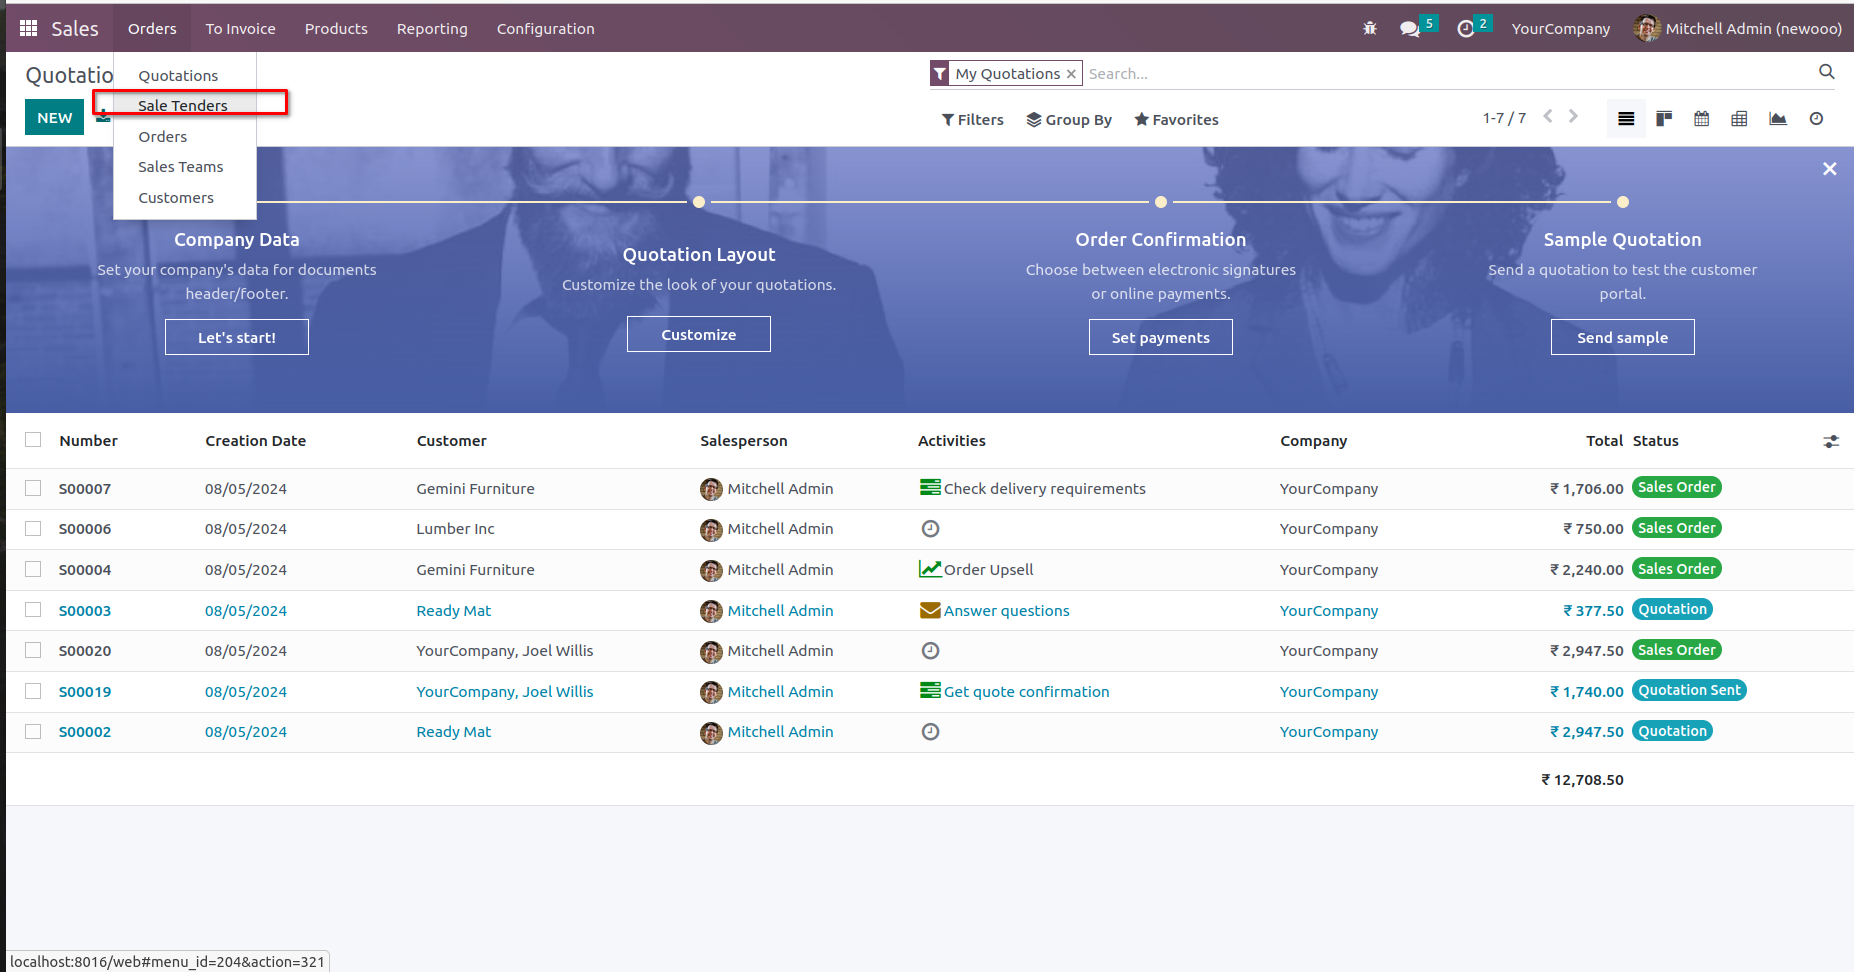 Sales Orders To Invoice Products Reporting Configuration 5 2 YourCompany Mitchell Admin (newooo)
Quotatio
My Quotations × Search...
NEW
Quotations
Sale Tenders
Orders
Sales Teams
Customers
Filters Group By Favorites 1-7 / 7
Company Data
Set your company's data for documents
header/footer.
Let's start!
Quotation Layout
Customize the look of your quotations.
Customize
Order Confirmation
Choose between electronic signatures
or online payments.
Set payments
Sample Quotation
Send a quotation to test the customer
portal.
Send sample
Number Creation Date Customer Salesperson Activities Company Total Status
S00007 08/05/2024 Gemini Furniture Mitchell Admin Check delivery requirements YourCompany ₹ 1,706.00 Sales Order
S00006 08/05/2024 Lumber Inc Mitchell Admin YourCompany ₹ 750.00 Sales Order
S00004 08/05/2024 Gemini Furniture Mitchell Admin Order Upsell YourCompany ₹ 2,240.00 Sales Order
S00003 08/05/2024 Ready Mat Mitchell Admin Answer questions YourCompany ₹ 377.50 Quotation
S00020 08/05/2024 YourCompany, Joel Willis Mitchell Admin YourCompany ₹ 2,947.50 Sales Order
S00019 08/05/2024 YourCompany, Joel Willis Mitchell Admin Get quote confirmation YourCompany ₹ 1,740.00 Quotation Sent
S00002 08/05/2024 Ready Mat Mitchell Admin YourCompany ₹ 2,947.50 Quotation
₹ 12,708.50
localhost:8016/web#menu_id=204&action=321